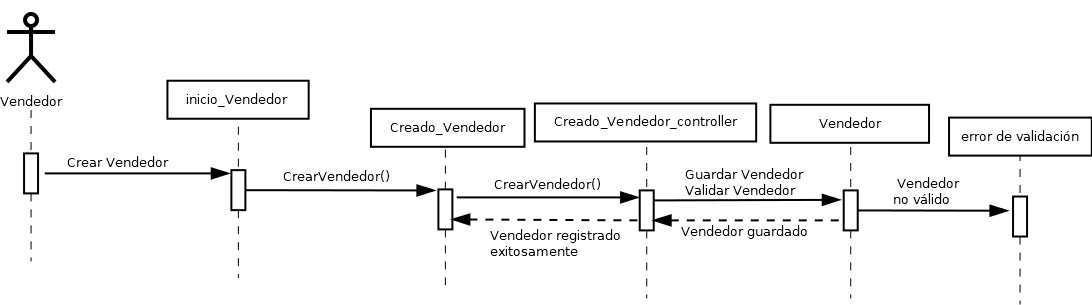 Vendedor
inicio_Vendedor
Creado_Vendedor
Creado_Vendedor_controller
Vendedor
error de validación
Crear Vendedor
CrearVendedor()
CrearVendedor()
Guardar Vendedor
Validar Vendedor
Vendedor
no válido
Vendedor registrado
exitosamente
Vendedor guardado